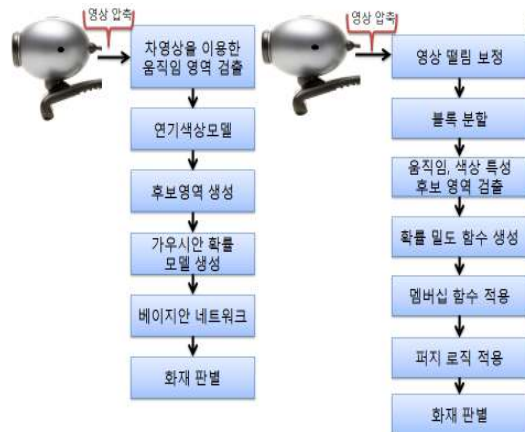 영상 압축
차영상을 이용한
움직임 영역 검출
연기색상모델
후보영역 생성
가우시안 확률
모델 생성
베이지안 네트워크
화재 판별
영상 압축
영상 떨림 보정
블록 분할
움직임, 색상 특성
후보 영역 검출
확률 밀도 함수 생성
멤버십 함수 적용
퍼지 로직 적용
화재 판별